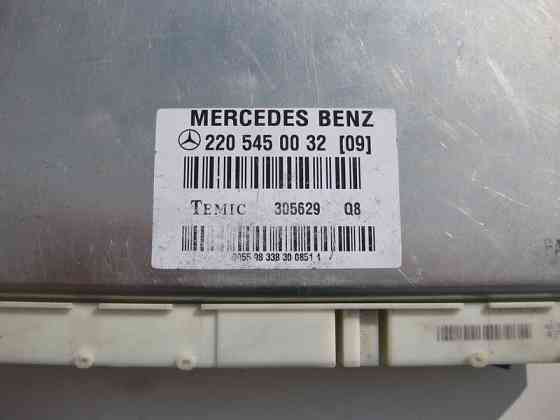 MERCEDES BENZ
220 545 00 32 [09]
TEMIC 305629 Q8
0055 98 338 30 0851 1